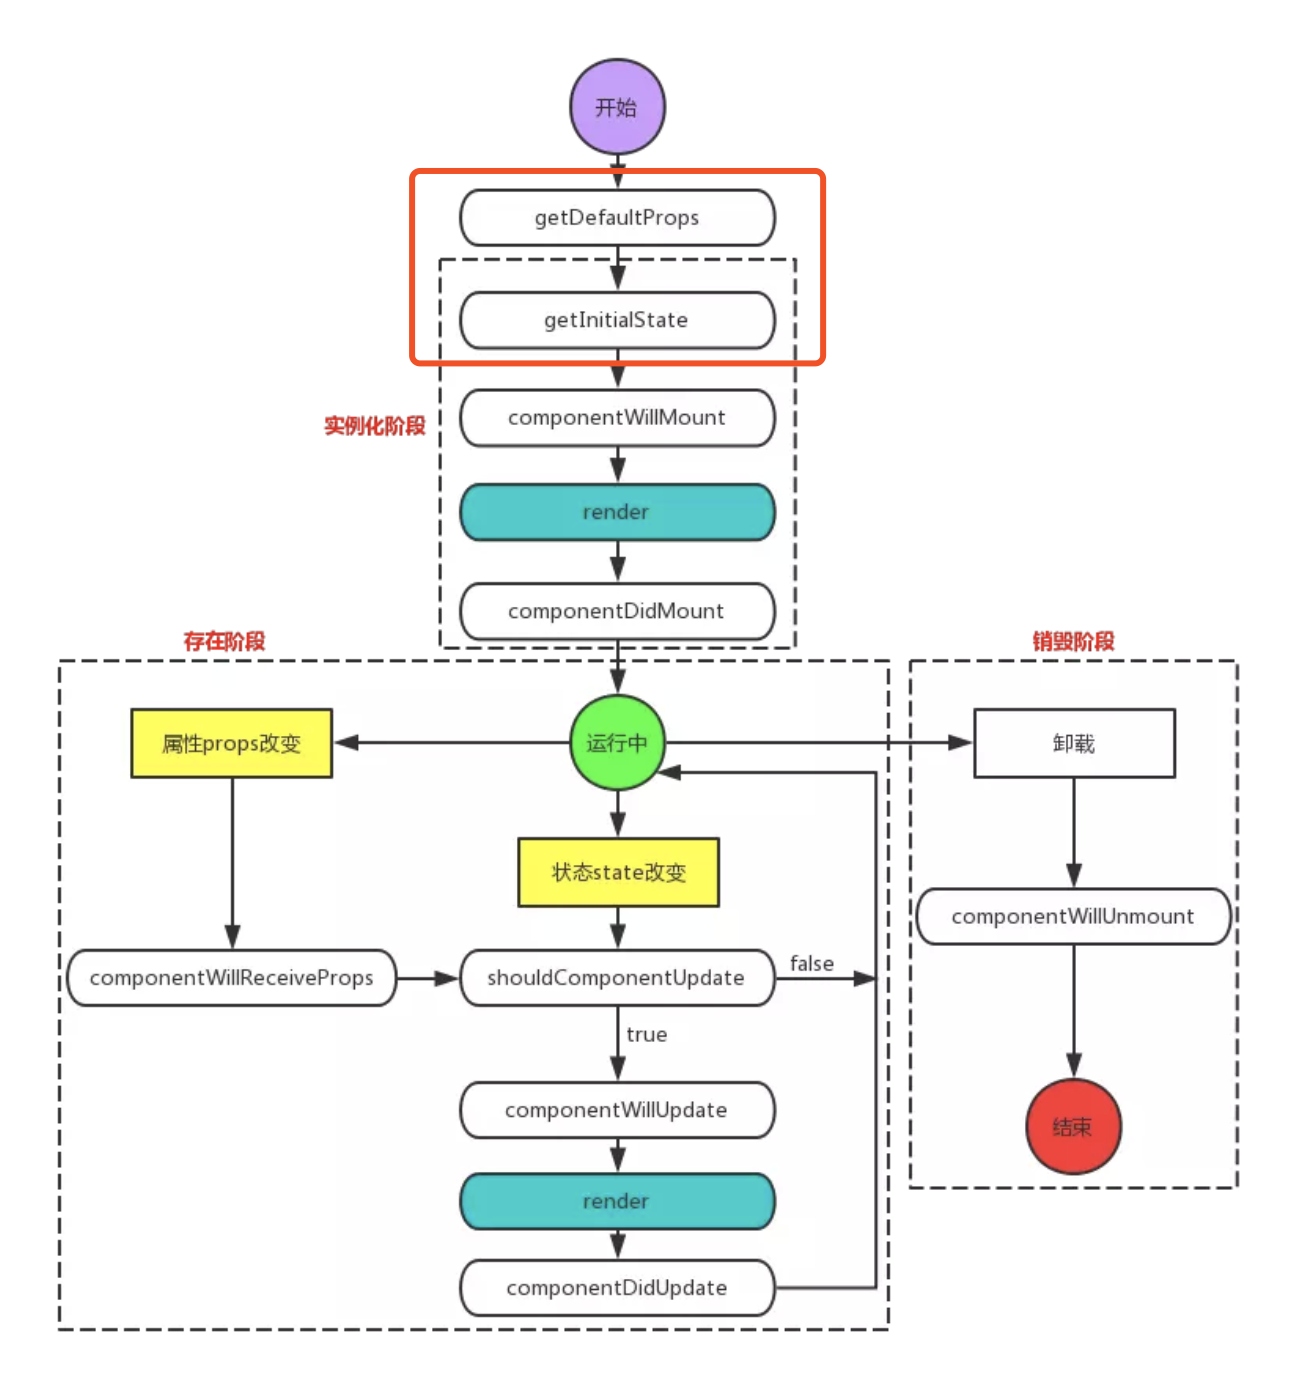 开始
getDefaultProps
getInitialState
componentWillMount
实例化阶段
render
componentDidMount
存在阶段
销毁阶段
属性props改变
运行中
卸载
状态state改变
componentWillUnmount
componentWillReceiveProps
shouldComponentUpdate
false
true
componentWillUpdate
结束
render
componentDidUpdate